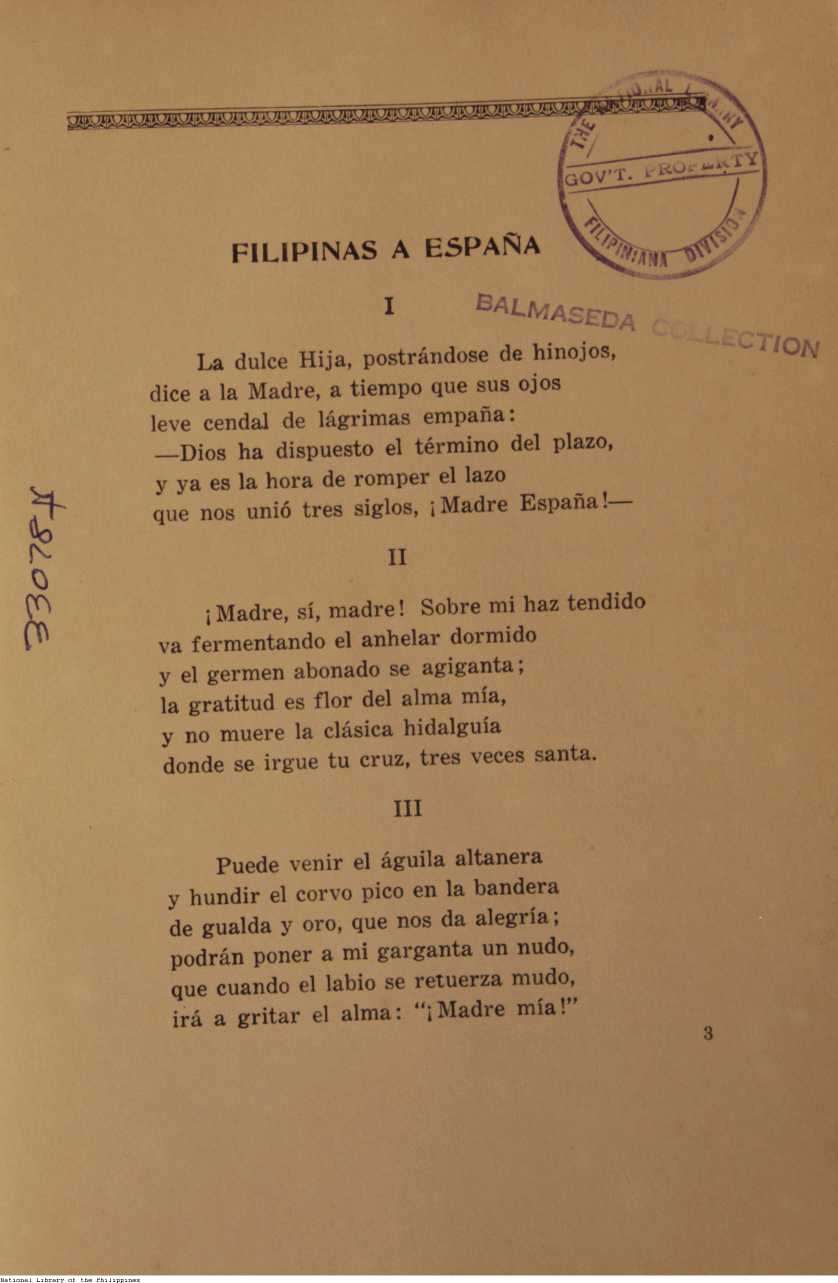 THE NATIONAL LIBRARY
GOV'T. PROPERTY
FILIPINIANA DIVISION
FILIPINAS A ESPAÑA
BALMASEDA COLLECTION
I
La dulce Hija, postrándose de hinojos,
dice a la Madre, a tiempo que sus ojos
leve cendal de lágrimas empaña:
—Dios ha dispuesto el término del plazo,
y ya es la hora de romper el lazo
que nos unió tres siglos, ¡Madre España!—
II
¡Madre, sí, madre! Sobre mi haz tendido
va fermentando el anhelar dormido
y el germen abonado se agiganta;
la gratitud es flor del alma mía,
y no muere la clásica hidalguía
donde se irgue tu cruz, tres veces santa.
III
Puede venir el águila altanera
y hundir el corvo pico en la bandera
de gualda y oro, que nos da alegría;
podrán poner a mi garganta un nudo,
que cuando el labio se retuerza mudo,
irá a gritar el alma: “¡Madre mía!”
3
National Library of the Philippines